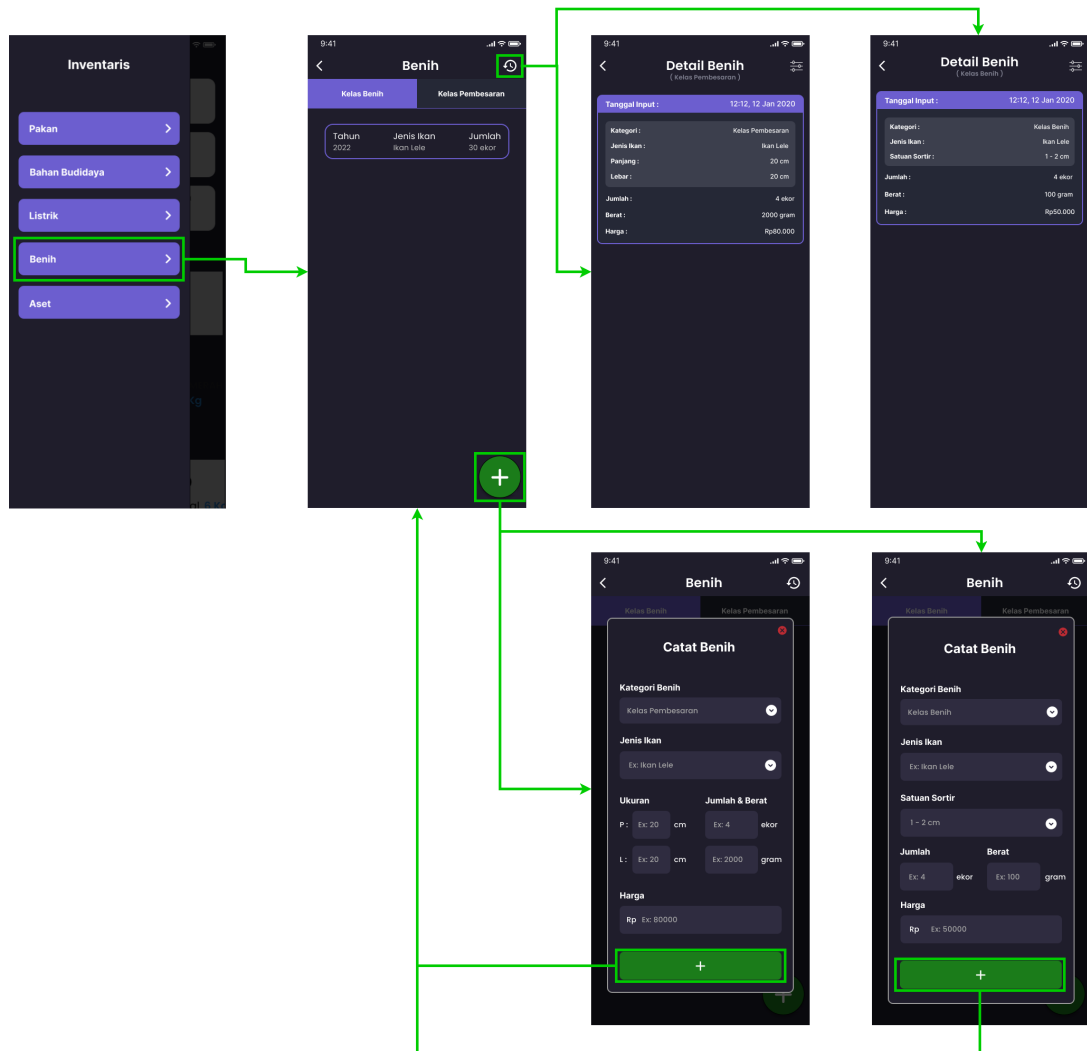 Inventaris
Pakan
Bahan Budidaya
Listrik
Benih
Aset
Kg
9:41
Benih
Kelas Benih Kelas Pembesaran
Tahun Jenis Ikan Jumlah
2022 Ikan Lele 30 ekor
+
9:41
Detail Benih
( Kelas Pembesaran )
Tanggal Input : 12:12, 12 Jan 2020
Kategori : Kelas Pembesaran
Jenis Ikan : Ikan Lele
Panjang : 20 cm
Lebar : 20 cm
Jumlah : 4 ekor
Berat : 2000 gram
Harga : Rp80.000
9:41
Detail Benih
( Kelas Benih )
Tanggal Input : 12:12, 12 Jan 2020
Kategori : Kelas Benih
Jenis Ikan : Ikan Lele
Satuan Sortir : 1 - 2 cm
Jumlah : 4 ekor
Berat : 100 gram
Harga : Rp50.000
9:41
Benih
Kelas Benih Kelas Pembesaran
Catat Benih
Kategori Benih
Kelas Pembesaran
Jenis Ikan
Ex: Ikan Lele
Ukuran Jumlah & Berat
P : Ex: 20 cm Ex: 4 ekor
L : Ex: 20 cm Ex: 2000 gram
Harga
Rp Ex: 80000
+
9:41
Benih
Kelas Benih Kelas Pembesaran
Catat Benih
Kategori Benih
Kelas Benih
Jenis Ikan
Ex: Ikan Lele
Satuan Sortir
1 - 2 cm
Jumlah Berat
Ex: 4 ekor Ex: 100 gram
Harga
Rp Ex: 50000
+